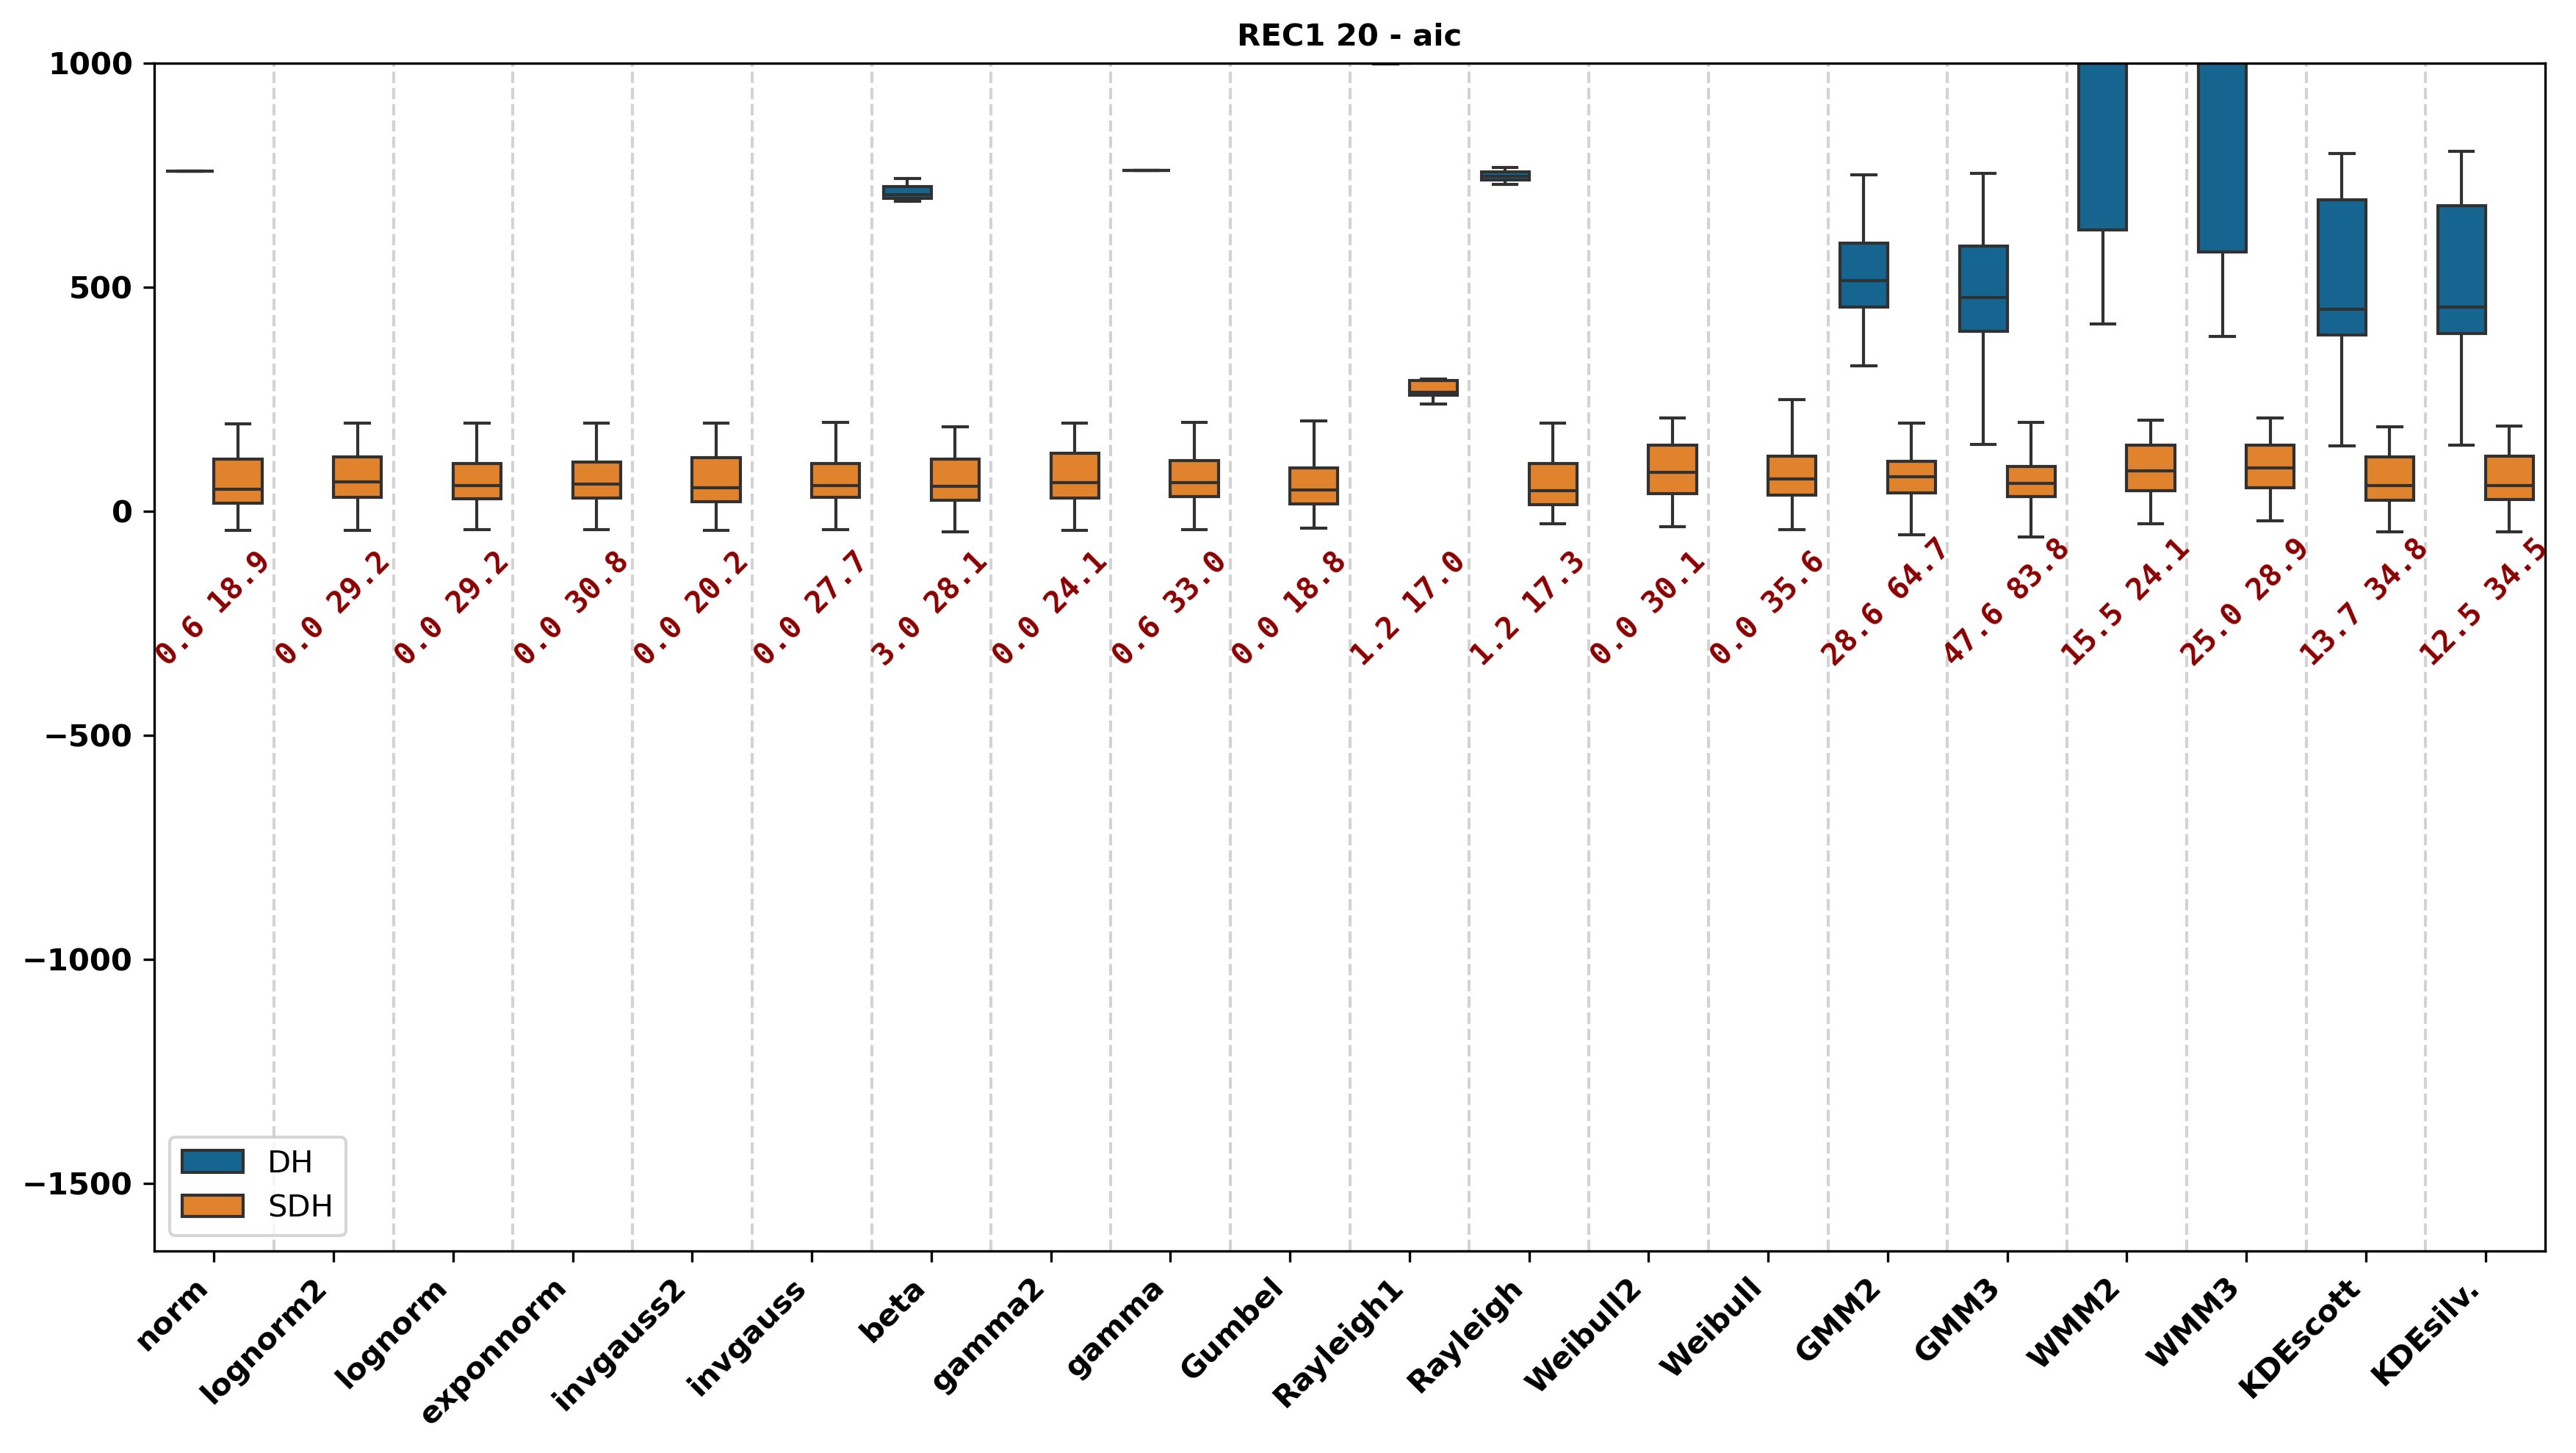 REC1 20 - aic
1000
500
0
−500
−1000
−1500
0.6 18.9
0.0 29.2
0.0 29.2
0.0 30.8
0.0 20.2
0.0 27.7
3.0 28.1
0.0 24.1
0.6 33.0
0.0 18.8
1.2 17.0
1.2 17.3
0.0 30.1
0.0 35.6
28.6 64.7
47.6 83.8
15.5 24.1
25.0 28.9
13.7 34.8
12.5 34.5
DH
SDH
norm
lognorm2
lognorm
exponnorm
invgauss2
invgauss
beta
gamma2
gamma
Gumbel
Rayleigh1
Rayleigh
Weibull2
Weibull
GMM2
GMM3
WMM2
WMM3
KDEscott
KDEsilv.